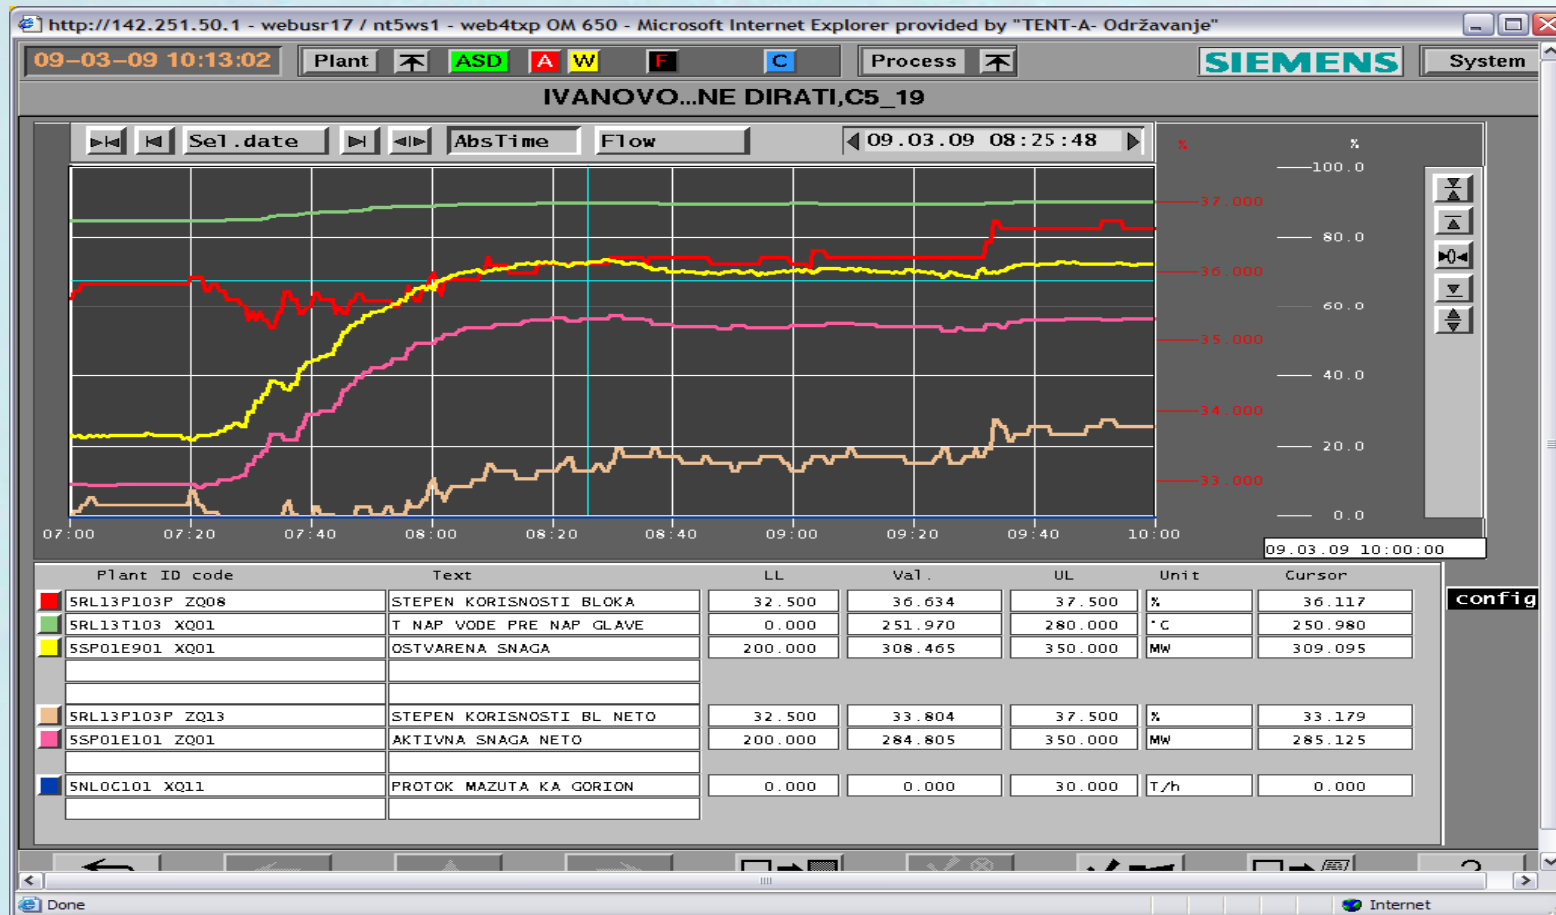 http://142.251.50.1 - webusr17 / nt5ws1 - web4txp OM 650 - Microsoft Internet Explorer provided by "TENT-A- Održavanje"
09-03-09 10:13:02 Plant ASD A W F C Process SIEMENS System
IVANOVO...NE DIRATI,C5_19
Sel.date AbsTime Flow 09.03.09 08:25:48 % %
100.0
37.000
80.0
36.000
60.0
35.000
40.0
34.000
20.0
33.000
0.0
07:00 07:20 07:40 08:00 08:20 08:40 09:00 09:20 09:40 10:00
09.03.09 10:00:00
Plant ID code Text LL Val. UL Unit Cursor
5RL13P103P ZQ08 STEPEN KORISNOSTI BLOKA 32.500 36.634 37.500 % 36.117
config
5RL13T103 XQ01 T NAP VODE PRE NAP GLAVE 0.000 251.970 280.000 °C 250.980
5SP01E901 XQ01 OSTVARENA SNAGA 200.000 308.465 350.000 MW 309.095
5RL13P103P ZQ13 STEPEN KORISNOSTI BL NETO 32.500 33.804 37.500 % 33.179
5SP01E101 ZQ01 AKTIVNA SNAGA NETO 200.000 284.805 350.000 MW 285.125
5NL0C101 XQ11 PROTOK MAZUTA KA GORION 0.000 0.000 30.000 T/h 0.000
?
Done Internet